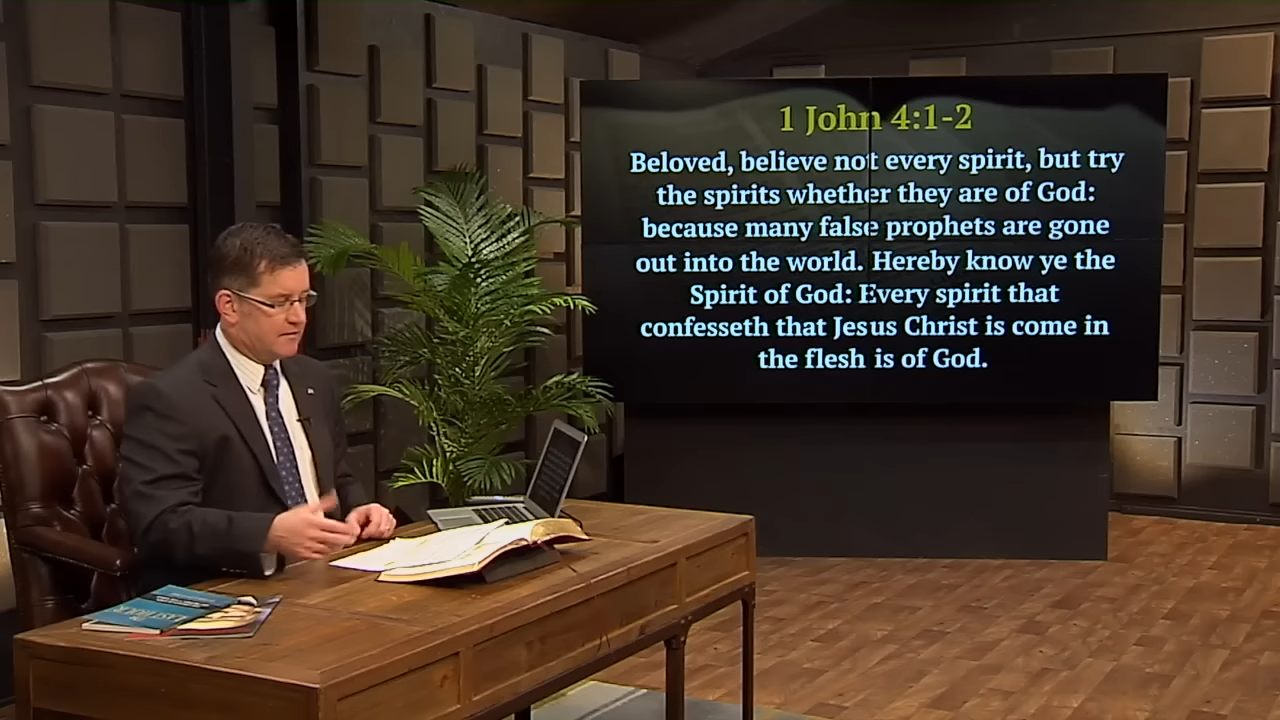 1 John 4:1-2
Beloved, believe not every spirit, but try
the spirits whether they are of God:
because many false prophets are gone
out into the world. Hereby know ye the
Spirit of God: Every spirit that
confesseth that Jesus Christ is come in
the flesh is of God.